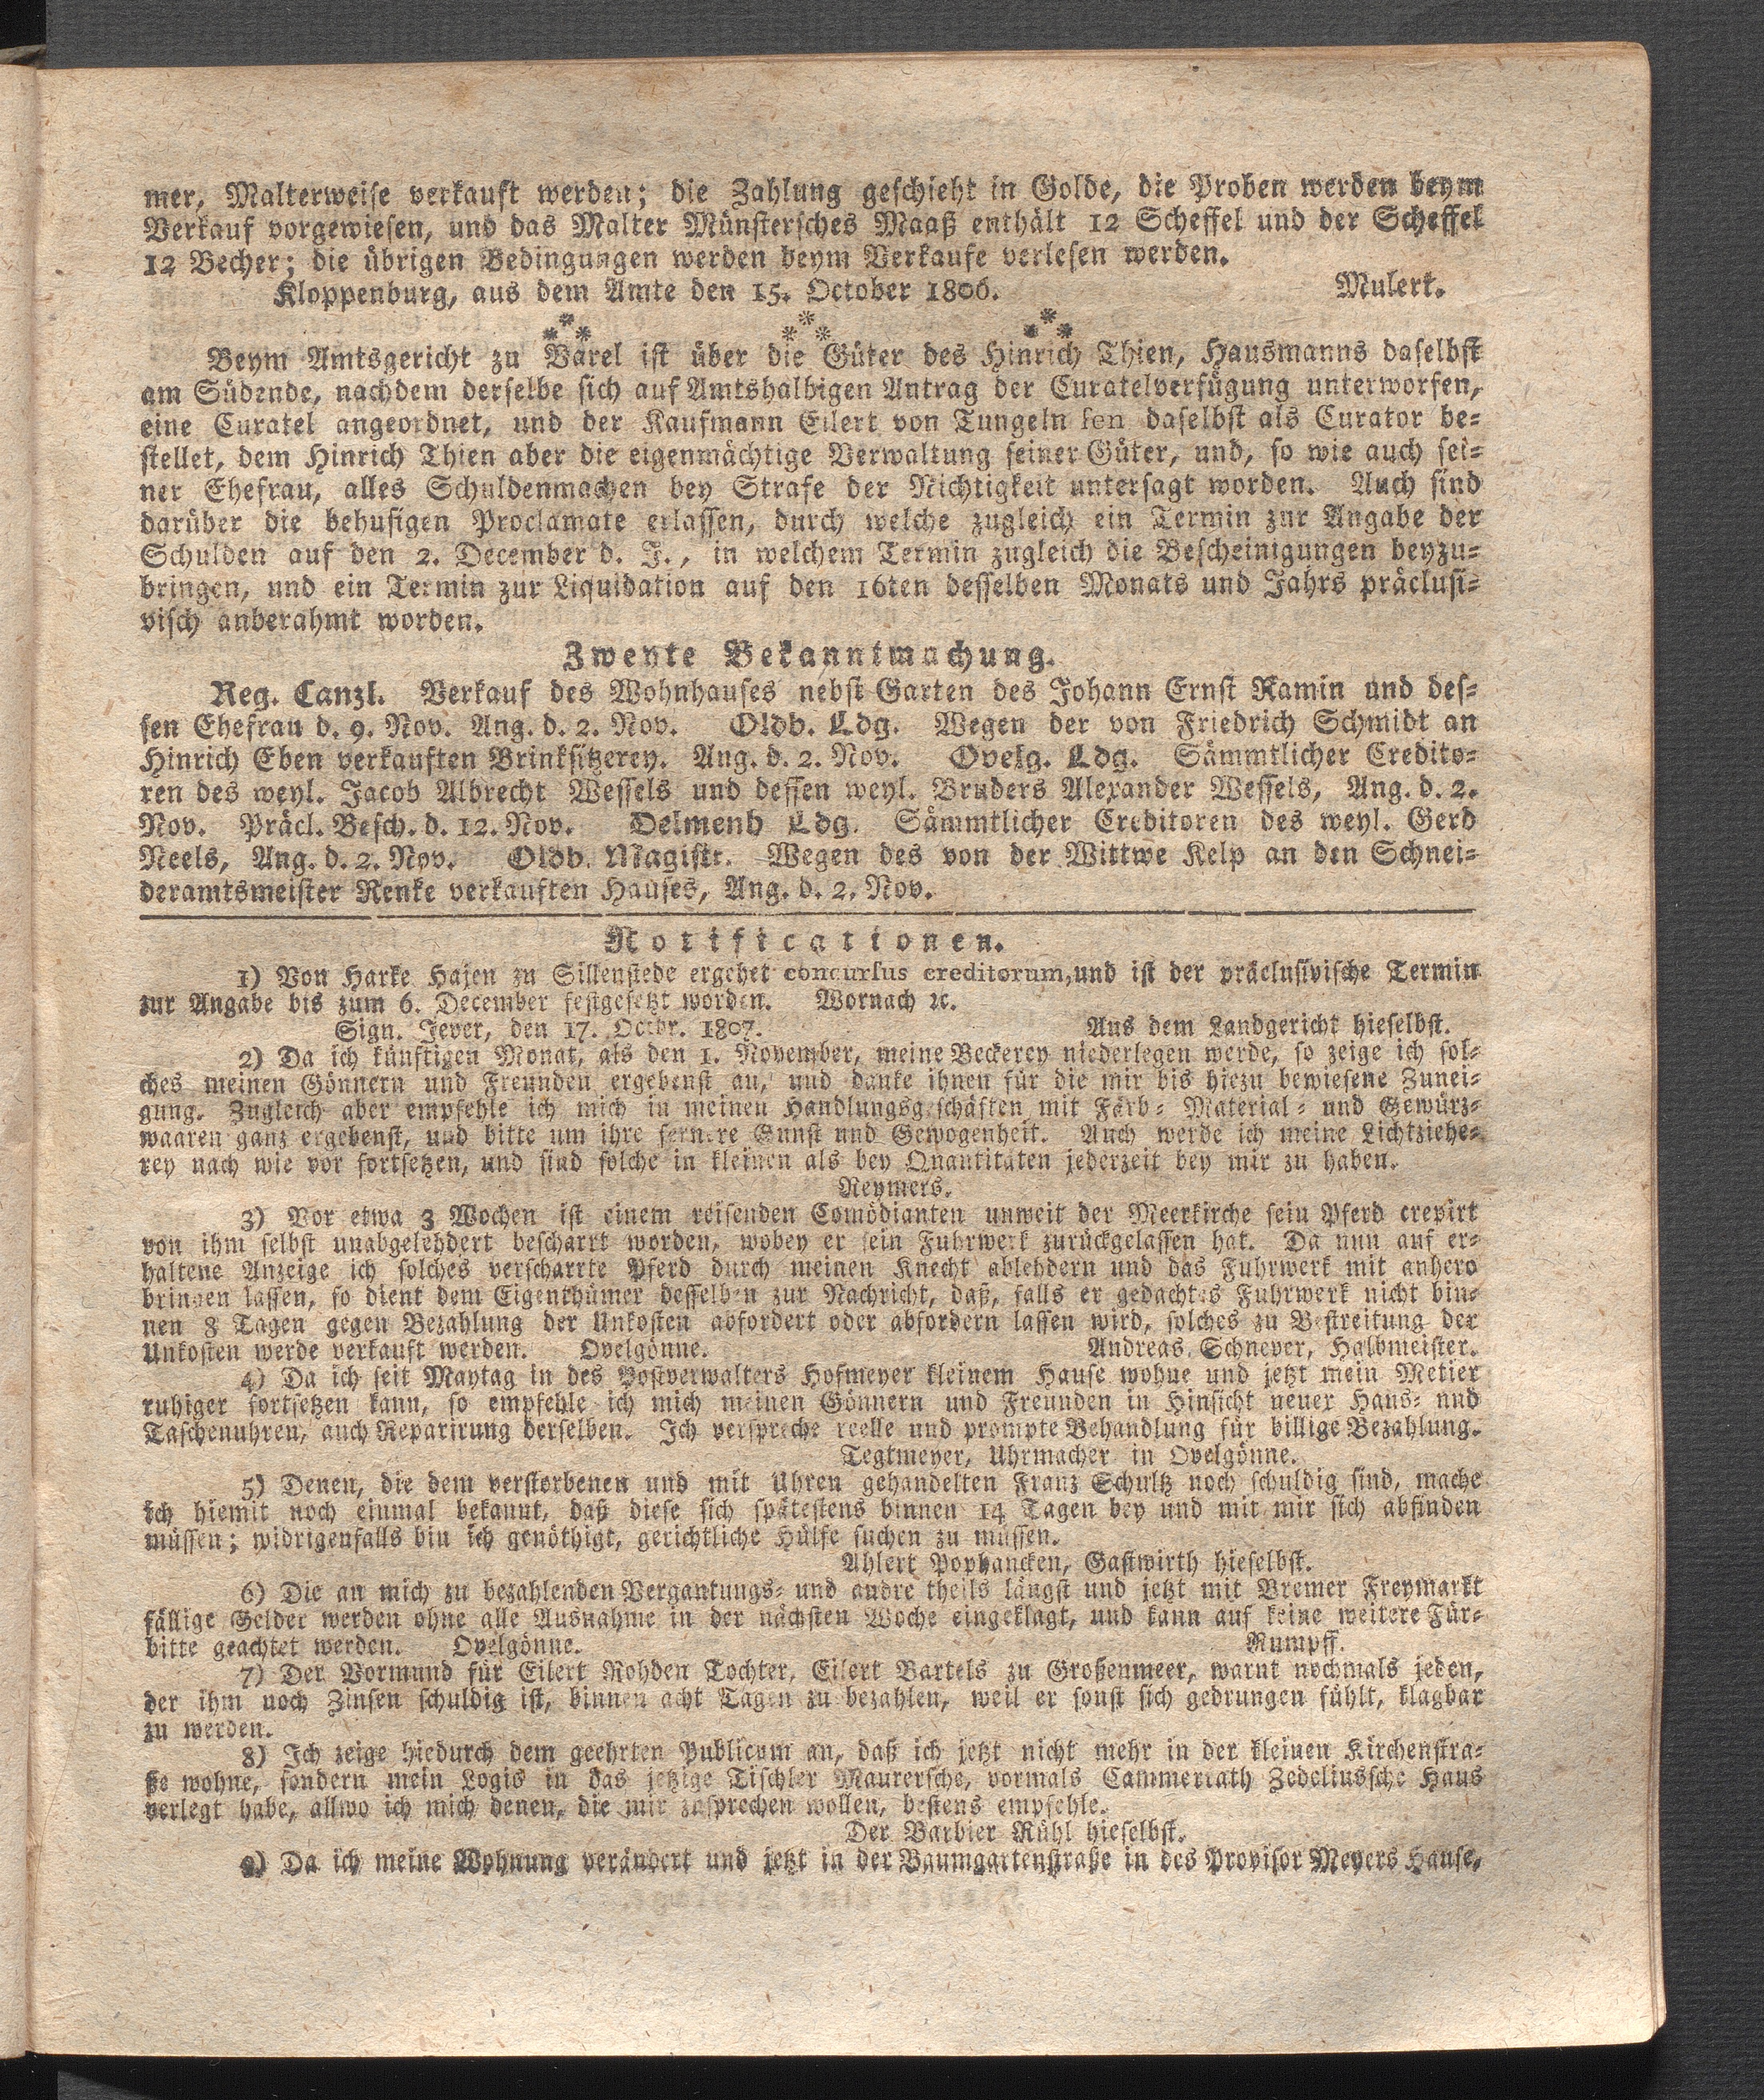 mer, Malterweise verkauft werden; die Zahlung geschieht in Golde, die Proben werden beym
Verkauf vorgewiesen, und das Malter Münstersches Maaß enthält 12 Scheffel und der Scheffel
12 Becher; die übrigen Bedingungen werden beym Verkaufe verlesen werden.
Kloppenburg, aus dem Amte den 15. October 1806. Mulert.
* * * * * * * * *
Beym Amtsgericht zu Varel ist über die Güter des Hinrich Thien, Hausmanns daselbst
am Südende, nachdem derselbe sich auf Amtshalbigen Antrag der Curatelverfügung unterworfen,
eine Curatel angeordnet, und der Kaufmann Eilert von Tungeln sen daselbst als Curator be-
stellet, dem Hinrich Thien aber die eigenmächtige Verwaltung seiner Güter, und, so wie auch sei-
ner Ehefrau, alles Schuldenmachen bey Strafe der Nichtigkeit untersagt worden. Auch sind
darüber die behufigen Proclamate erlassen, durch welche zugleich ein Termin zur Angabe der
Schulden auf den 2. December d. J., in welchem Termin zugleich die Bescheinigungen beyzu-
bringen, und ein Termin zur Liquidation auf den 16ten desselben Monats und Jahrs präclusi-
visch anberahmt worden.
Zweyte Bekanntmachung.
Reg. Canzl. Verkauf des Wohnhauses nebst Garten des Johann Ernst Ramin und des-
sen Ehefrau d. 9. Nov. Ang. d. 2. Nov. Oldb. Ldg. Wegen der von Friedrich Schmidt an
Hinrich Eben verkauften Brinksitzerey. Ang. d. 2. Nov. Ovelg. Ldg. Sämmtlicher Credito-
ren des weyl. Jacob Albrecht Wessels und dessen weyl. Bruders Alexander Wessels, Ang. d. 2.
Nov. Präcl. Besch. d. 12. Nov. Delmenh Ldg. Sämmtlicher Creditoren des weyl. Gerd
Neels, Ang. d. 2. Nov. Oldb. Magistr. Wegen des von der Wittwe Kelp an den Schnei-
deramtsmeister Renke verkauften Hauses, Ang. d. 2. Nov.
Notificationen.
1) Von Harke Hajen zu Sillenstede ergehet concursus creditorum, und ist der präclusivische Termin
zur Angabe bis zum 6. December festgesetzt worden. Wornach ꝛc.
Sign. Jever, den 17. Octbr. 1807. Aus dem Landgericht hieselbst.
2) Da ich künftigen Monat, als den 1. November, meine Beckerey niederlegen werde, so zeige ich sol-
ches meinen Gönnern und Freunden ergebenst an, und danke ihnen für die mir bis hiezu bewiesene Zunei-
gung. Zugleich aber empfehle ich mich in meinen Handlungsgeschäften mit Färb- Material- und Gewürz-
waaren ganz ergebenst, und bitte um ihre fernere Gunst und Gewogenheit. Auch werde ich meine Lichtziehe-
rey nach wie vor fortsetzen, und sind solche in kleinen als bey Quantitäten jederzeit bey mir zu haben.
Reymers.
3) Vor etwa 3 Wochen ist einem reisenden Comödianten unweit der Meerkirche sein Pferd crepirt
von ihm selbst unabgelehdert bescharrt worden, wobey er sein Fuhrwerk zurückgelassen hat. Da nun auf er-
haltene Anzeige ich solches verscharrte Pferd durch meinen Knecht ablehdern und das Fuhrwerk mit anhero
bringen lassen, so dient dem Eigenthümer desselben zur Nachricht, daß, falls er gedachtes Fuhrwerk nicht bin-
nen 8 Tagen gegen Bezahlung der Unkosten abfordert oder abfordern lassen wird, solches zu Bestreitung der
Unkosten werde verkauft werden. Ovelgönne. Andreas Schnever, Halbmeister.
4) Da ich seit Maytag in des Postverwalters Hofmeyer kleinem Hause wohne und jetzt mein Metier
ruhiger fortsetzen kann, so empfehle ich mich meinen Gönnern und Freunden in Hinsicht neuer Haus- und
Taschenuhren, auch Reparirung derselben. Ich verspreche reelle und prompte Behandlung für billige Bezahlung.
Tegtmeyer, Uhrmacher in Ovelgönne.
5) Denen, die dem verstorbenen und mit Uhren gehandelten Franz Schultz noch schuldig sind, mache
ich hiemit noch einmal bekannt, daß diese sich spätestens binnen 14 Tagen bey und mit mir sich abfinden
müssen; widrigenfalls bin ich genöthigt, gerichtliche Hülfe suchen zu müssen.
Ahlert Pophancken, Gastwirth hieselbst.
6) Die an mich zu bezahlenden Vergantungs- und andre theils längst und jetzt mit Bremer Freymarkt
fällige Gelder werden ohne alle Ausnahme in der nächsten Woche eingeklagt, und kann auf keine weitere Für-
bitte geachtet werden. Ovelgönne. Rumpff.
7) Der Vormund für Eilert Rohden Tochter, Eilert Bartels zu Großenmeer, warnt nochmals jeden,
der ihm noch Zinsen schuldig ist, binnen acht Tagen zu bezahlen, weil er sonst sich gedrungen fühlt, klagbar
zu werden.
8) Ich zeige hiedurch dem geehrten Publicum an, daß ich jetzt nicht mehr in der kleinen Kirchenstra-
ße wohne, sondern mein Logis in das jetzige Tischler Maurersche, vormals Cammerrath Zedeliussche Haus
verlegt habe, allwo ich mich denen, die mir zusprechen wollen, bestens empfehle.
Der Barbier Rühl hieselbst.
9) Da ich meine Wohnung verändert und jetzt in der Baumgartenstraße in des Provisor Meyers Hause,